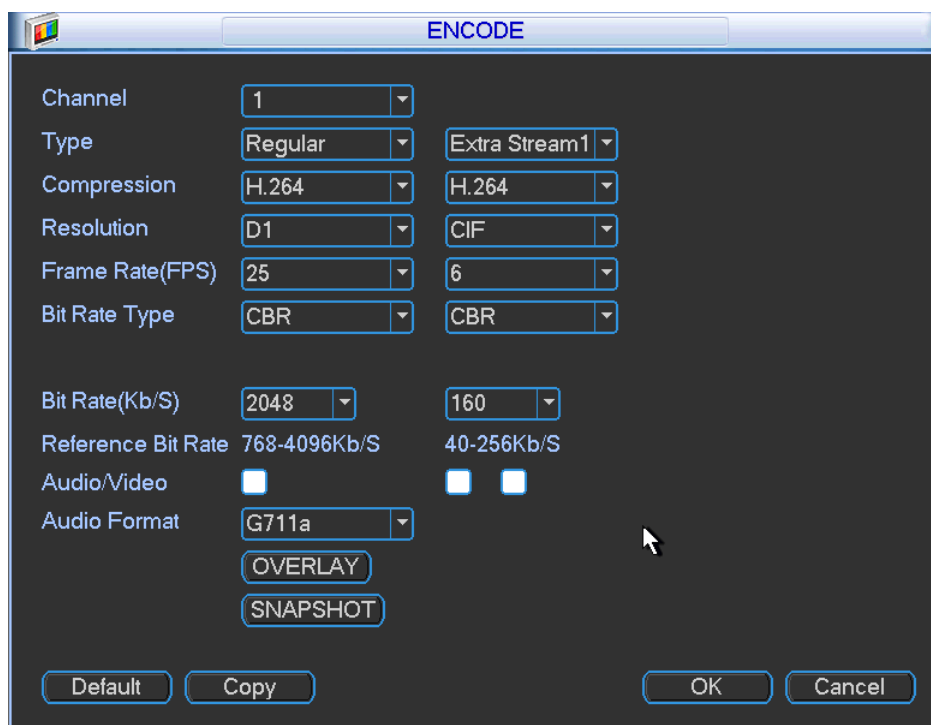 ENCODE
Channel 1
Type Regular Extra Stream1
Compression H.264 H.264
Resolution D1 CIF
Frame Rate(FPS) 25 6
Bit Rate Type CBR CBR
Bit Rate(Kb/S) 2048 160
Reference Bit Rate 768-4096Kb/S 40-256Kb/S
Audio/Video
Audio Format G711a
OVERLAY
SNAPSHOT
Default Copy OK Cancel